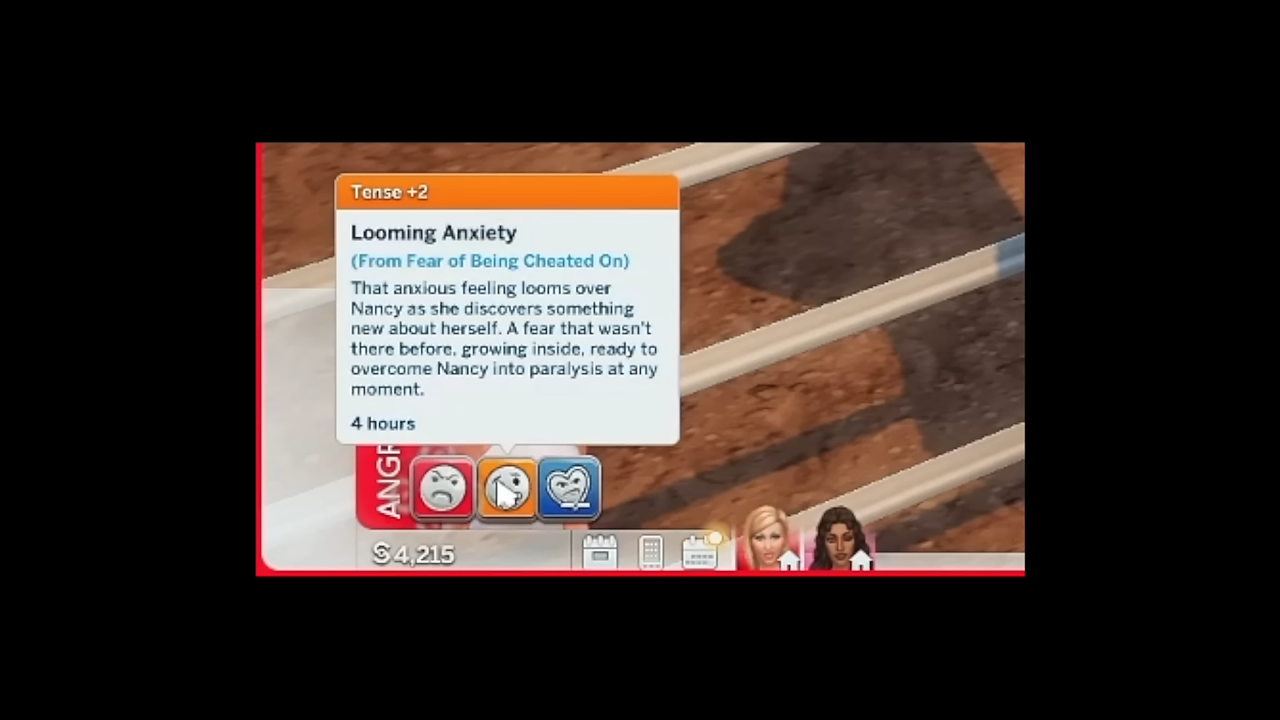 Tense +2
Looming Anxiety
(From Fear of Being Cheated On)
That anxious feeling looms over
Nancy as she discovers something
new about herself. A fear that wasn't
there before, growing inside, ready to
overcome Nancy into paralysis at any
moment.
4 hours
ANGR
§4,215